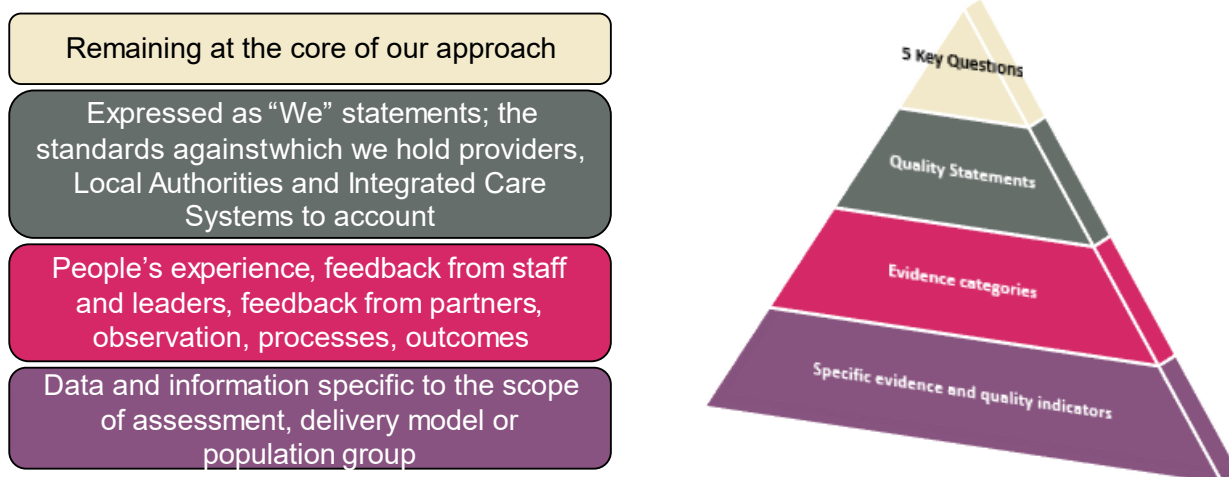 Remaining at the core of our approach
Expressed as “We” statements; the
standards againstwhich we hold providers,
Local Authorities and Integrated Care
Systems to account
People’s experience, feedback from staff
and leaders, feedback from partners,
observation, processes, outcomes
Data and information specific to the scope
of assessment, delivery model or
population group
5 Key Questions
Quality Statements
Evidence categories
Specific evidence and quality indicators